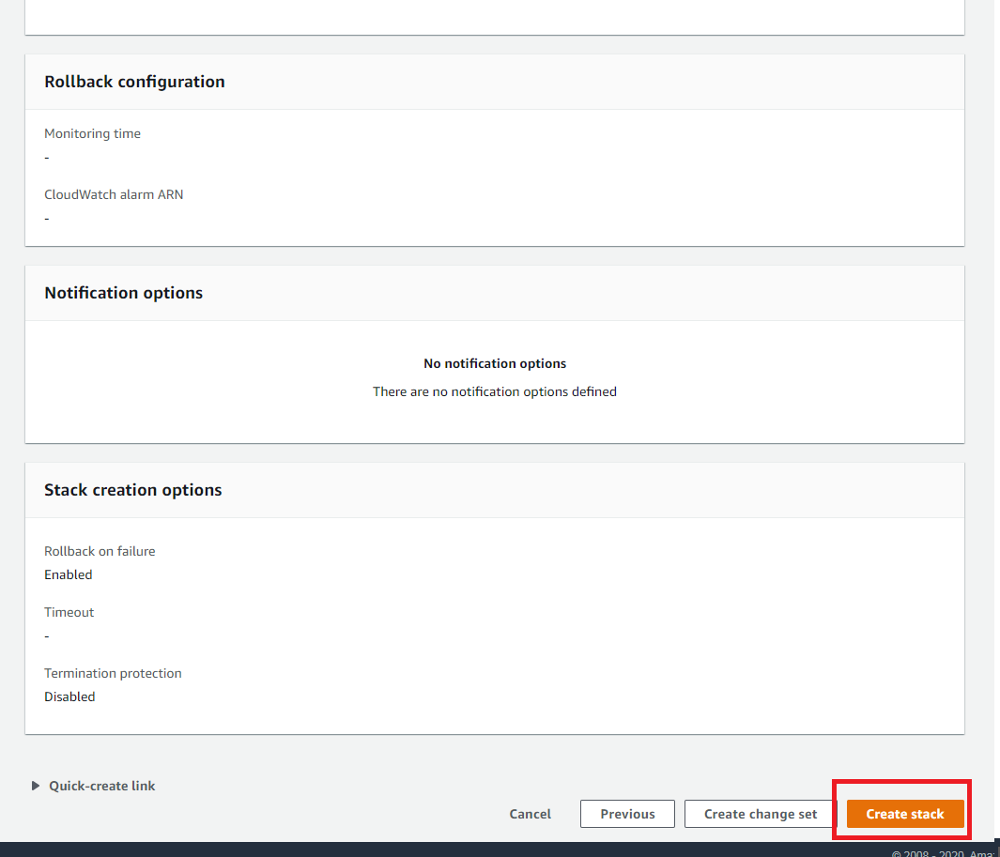 Rollback configuration
Monitoring time
-
CloudWatch alarm ARN
-
Notification options
No notification options
There are no notification options defined
Stack creation options
Rollback on failure
Enabled
Timeout
-
Termination protection
Disabled
Quick-create link
Cancel
Previous
Create change set
Create stack
© 2008 - 2020, Ama